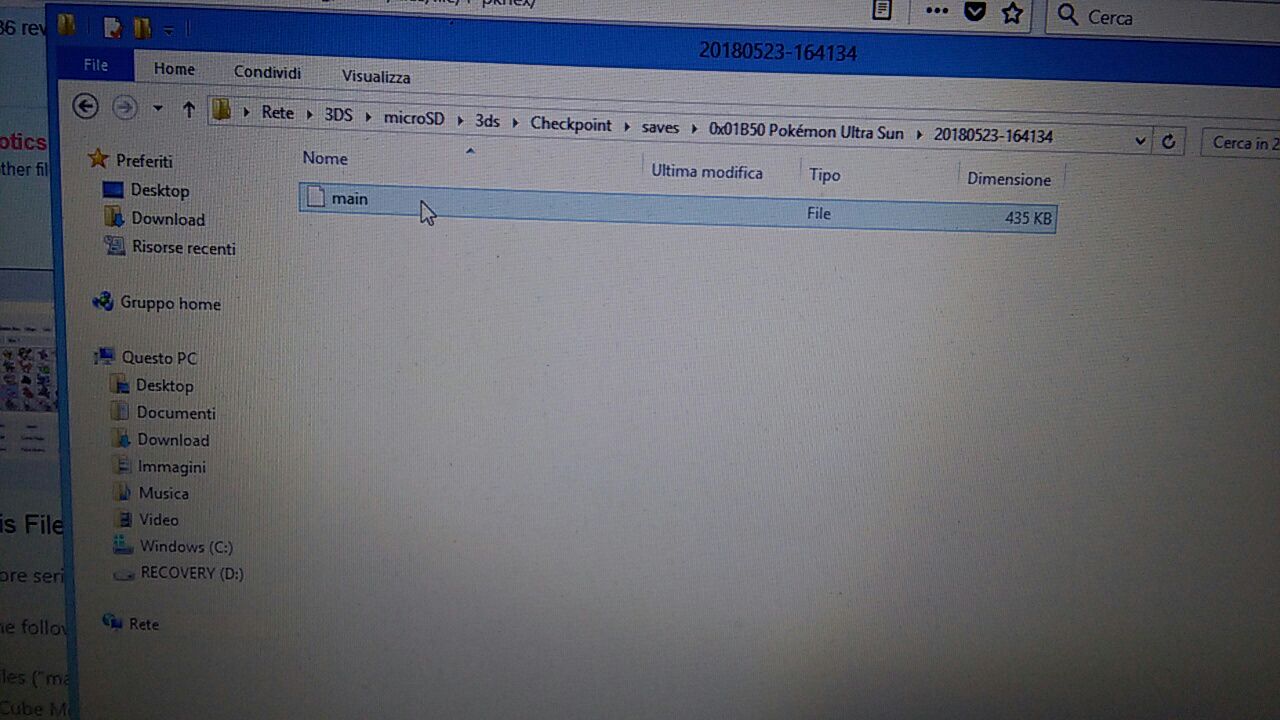 36 rev
Cerca
20180523-164134
File Home Condividi Visualizza
Rete 3DS microSD 3ds Checkpoint saves 0x01B50 Pokémon Ultra Sun 20180523-164134
Cerca in 2
otics
ther fil
Preferiti
Desktop
Download
Risorse recenti
Gruppo home
Questo PC
Desktop
Documenti
Download
Immagini
Musica
Video
Windows (C:)
RECOVERY (D:)
Rete
Nome Ultima modifica Tipo Dimensione
main File 435 KB
is File
ore seri
he follow
iles ("ma
Cube M